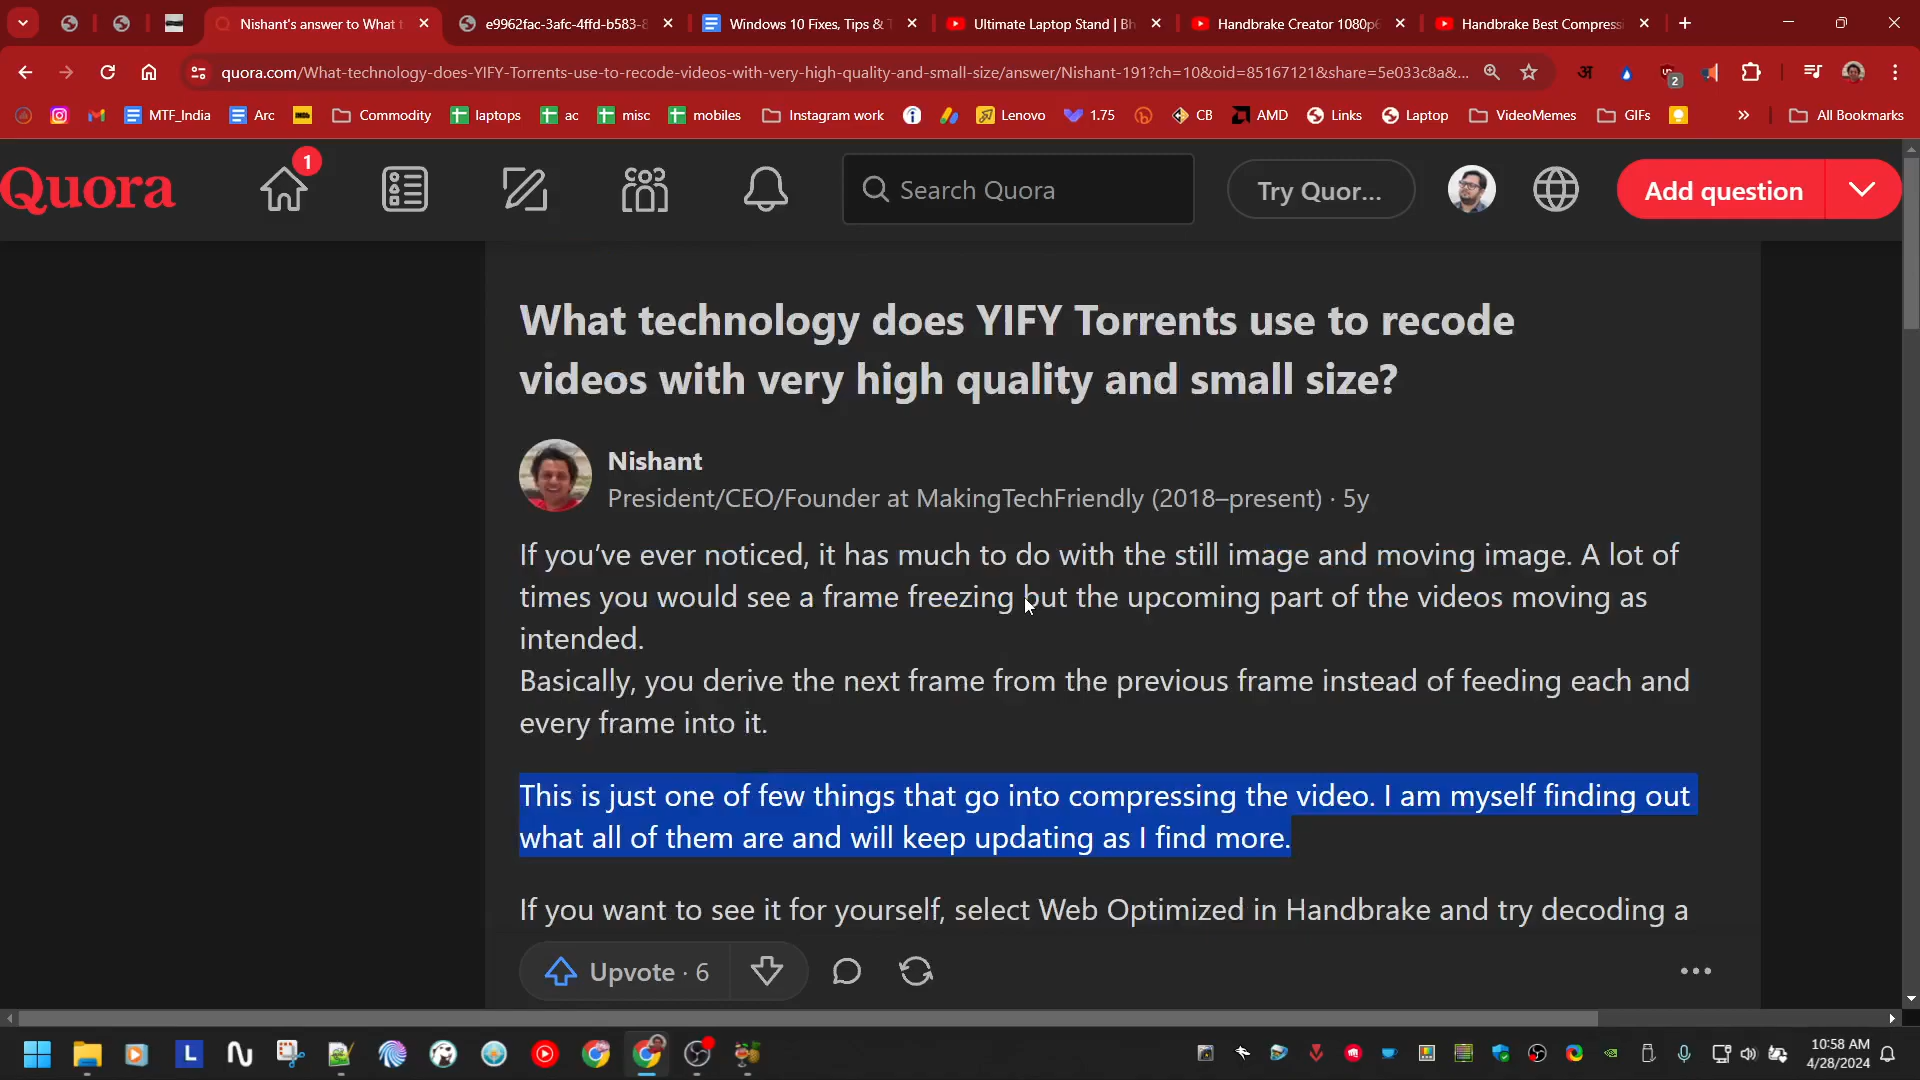 Nishant's answer to What t
e9962fac-3afc-4ffd-b583-8
Windows 10 Fixes, Tips & T
Ultimate Laptop Stand | Bh
Handbrake Creator 1080p6
Handbrake Best Compress
quora.com/What-technology-does-YIFY-Torrents-use-to-recode-videos-with-very-high-quality-and-small-size/answer/Nishant-191?ch=10&oid=85167121&share=5e033c8a&...
अ
2
MTF_India
Arc
Commodity
laptops
ac
misc
mobiles
Instagram work
Lenovo
1.75
CB
AMD
Links
Laptop
VideoMemes
GIFs
All Bookmarks
Quora
1
Search Quora
Try Quor...
Add question
What technology does YIFY Torrents use to recode
videos with very high quality and small size?
Nishant
President/CEO/Founder at MakingTechFriendly (2018–present) · 5y
If you've ever noticed, it has much to do with the still image and moving image. A lot of
times you would see a frame freezing but the upcoming part of the videos moving as
intended.
Basically, you derive the next frame from the previous frame instead of feeding each and
every frame into it.
This is just one of few things that go into compressing the video. I am myself finding out
what all of them are and will keep updating as I find more.
If you want to see it for yourself, select Web Optimized in Handbrake and try decoding a
Upvote · 6
10:58 AM
4/28/2024